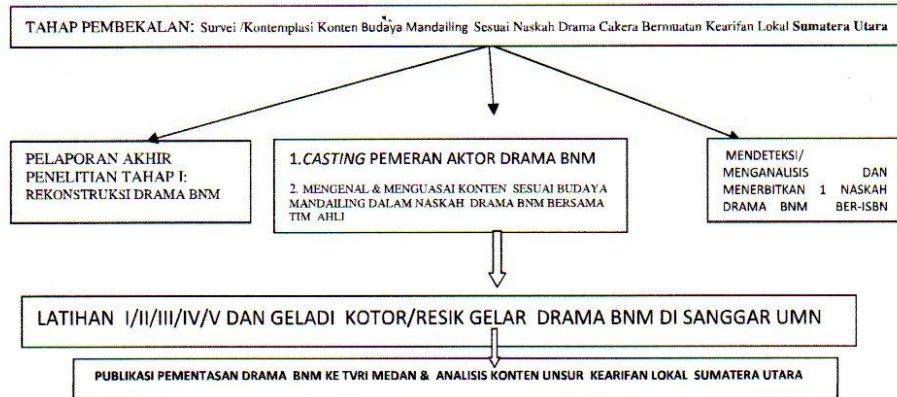 TAHAP PEMBEKALAN: Survei /Kontemplasi Konten Budaya Mandailing Sesuai Naskah Drama Cakera Bermuatan Kearifan Lokal Sumatera Utara
PELAPORAN AKHIR
PENELITIAN TAHAP I:
REKONSTRUKSI DRAMA BNM
1.CASTING PEMERAN AKTOR DRAMA BNM
2. MENGENAL & MENGUASAI KONTEN SESUAI BUDAYA
MANDAILING DALAM NASKAH DRAMA BNM BERSAMA
TIM AHLI
MENDETEKSI/
MENGANALISIS DAN
MENERBITKAN 1 NASKAH
DRAMA BNM BER-ISBN
LATIHAN I/II/III/IV/V DAN GELADI KOTOR/RESIK GELAR DRAMA BNM DI SANGGAR UMN
PUBLIKASI PEMENTASAN DRAMA BNM KE TVRI MEDAN & ANALISIS KONTEN UNSUR KEARIFAN LOKAL SUMATERA UTARA